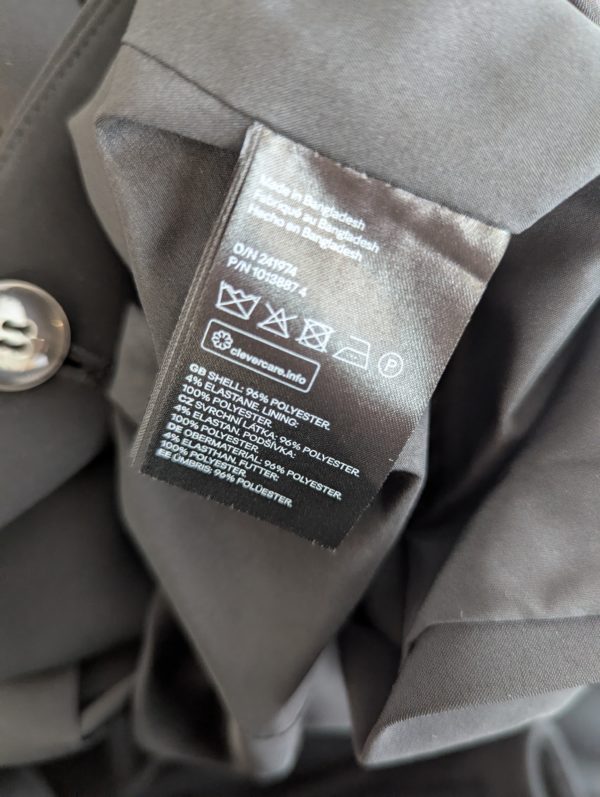 Made in Bangladesh
Fabriqué au Bangladesh
Hecho en Bangladesh
O/N 241974
P/N 1013887 4
P
clevercare.info
GB SHELL: 96% POLYESTER.
4% ELASTANE. LINING:
100% POLYESTER.
CZ SVRCHNÍ LÁTKA: 96% POLYESTER.
4% ELASTAN. PODŠÍVKA:
100% POLYESTER.
DE OBERMATERIAL: 96% POLYESTER.
4% ELASTHAN. FUTTER:
100% POLYESTER.
EE ÜMBRIS: 96% POLÜESTER.